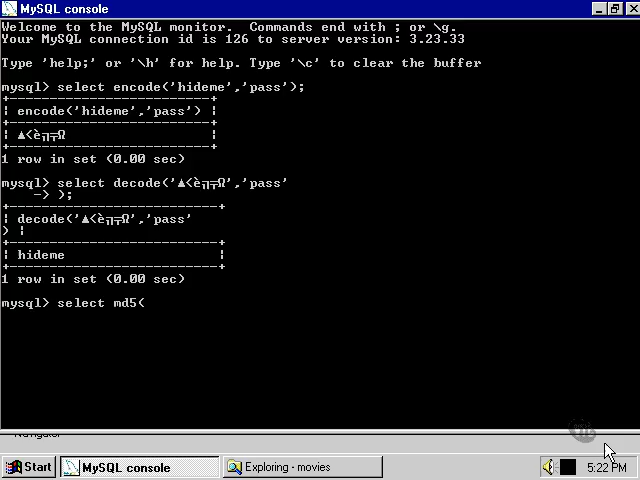 MySQL console
Welcome to the MySQL monitor.  Commands end with ; or \g.
Your MySQL connection id is 126 to server version: 3.23.33
Type 'help;' or '\h' for help. Type '\c' to clear the buffer
mysql> select encode('hideme','pass');
+-------------------------+
| encode('hideme','pass') |
+-------------------------+
| ▲<è╗╤Ω                  |
+-------------------------+
1 row in set (0.00 sec)
mysql> select decode('▲<è╗╤Ω','pass'
    -> );
+--------------------------+
| decode('▲<è╗╤Ω','pass'
) |
+--------------------------+
| hideme                   |
+--------------------------+
1 row in set (0.00 sec)
mysql> select md5(
Navigator
Start
MySQL console
Exploring - movies
5:22 PM